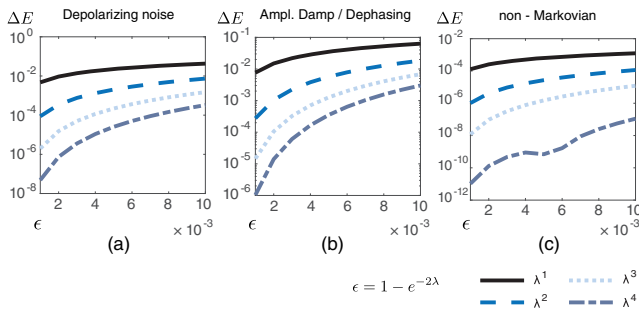 ΔE Depolarizing noise
10^0
10^-2
10^-4
10^-6
10^-8
2 4 6 8 10
ϵ × 10^-3
(a)
ΔE Ampl. Damp / Dephasing
10^-1
10^-2
10^-3
10^-4
10^-5
10^-6
2 4 6 8 10
ϵ × 10^-3
(b)
ΔE non - Markovian
10^-2
10^-4
10^-6
10^-8
10^-10
10^-12
2 4 6 8 10
ϵ × 10^-3
(c)
ϵ = 1 − e^{-2λ}
λ^1 λ^3
λ^2 λ^4